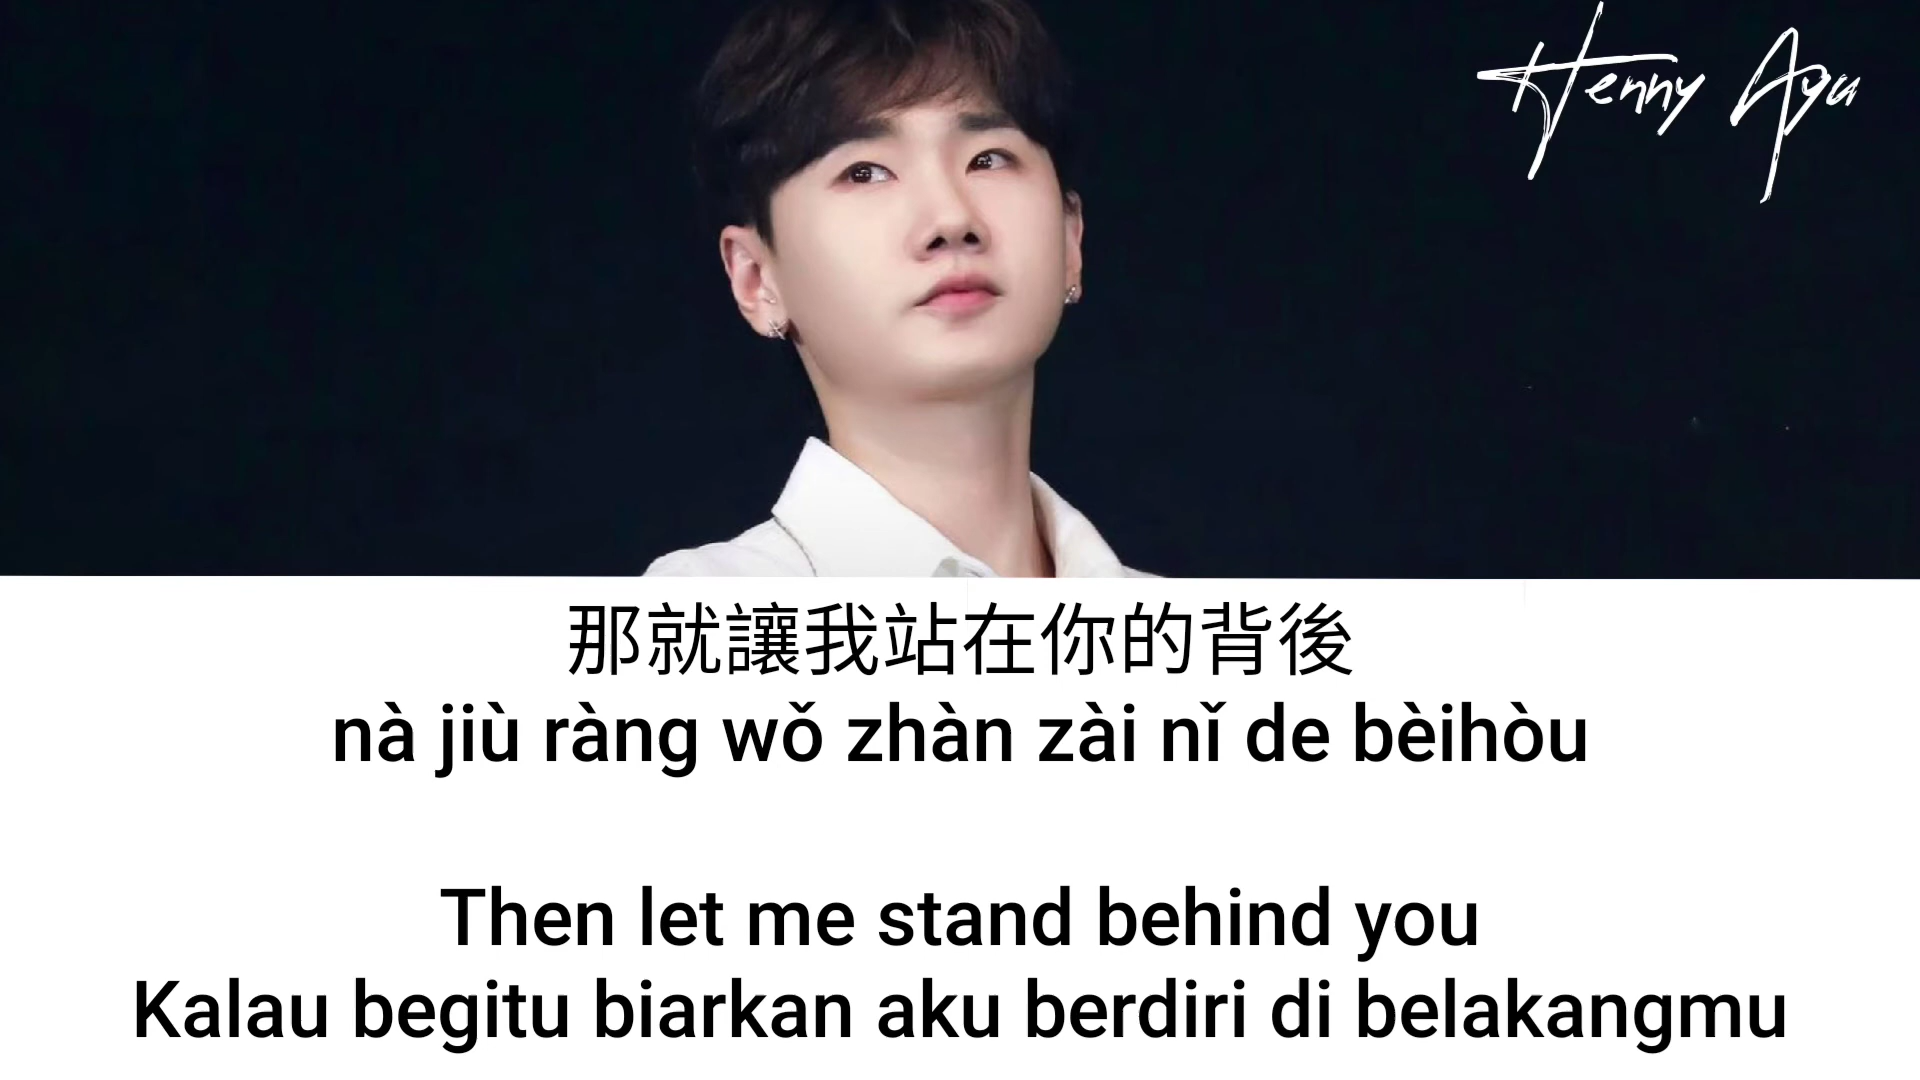 Henny Ayu
那就讓我站在你的背後
nà jiù ràng wǒ zhàn zài nǐ de bèihòu
Then let me stand behind you
Kalau begitu biarkan aku berdiri di belakangmu